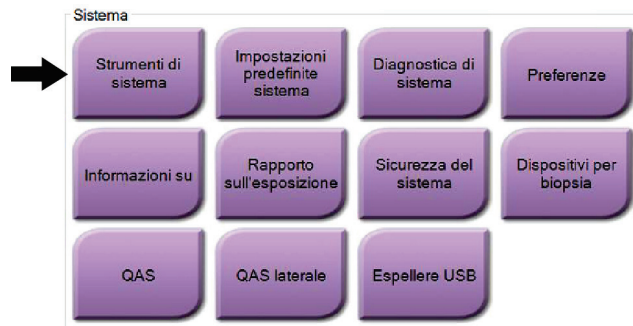 Sistema
Strumenti di
sistema
Impostazioni
predefinite
sistema
Diagnostica di
sistema
Preferenze
Informazioni su
Rapporto
sull'esposizione
Sicurezza del
sistema
Dispositivi per
biopsia
QAS
QAS laterale
Espellere USB